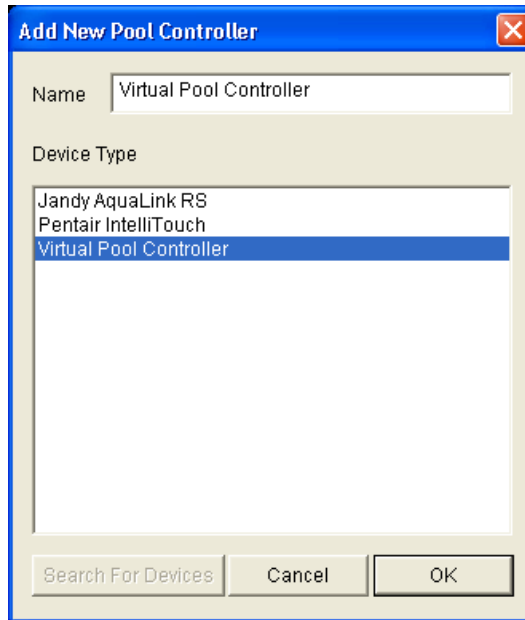 Add New Pool Controller
Name Virtual Pool Controller
Device Type
Jandy AquaLink RS
Pentair IntelliTouch
Virtual Pool Controller
Search For Devices Cancel OK